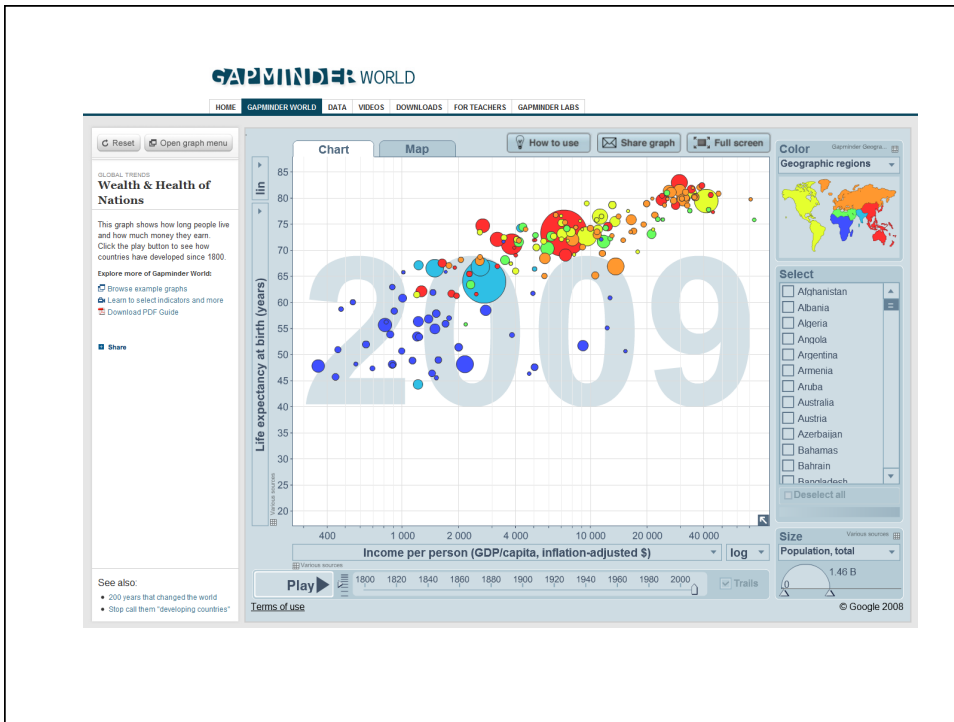 GAPMINDER WORLD
HOME GAPMINDER WORLD DATA VIDEOS DOWNLOADS FOR TEACHERS GAPMINDER LABS
Reset Open graph menu
GLOBAL TRENDS
Wealth & Health of
Nations
This graph shows how long people live
and how much money they earn.
Click the play button to see how
countries have developed since 1800.
Explore more of Gapminder World:
Browse example graphs
Learn to select indicators and more
Download PDF Guide
Share
See also:
200 years that changed the world
Stop call them "developing countries"
Chart Map
How to use Share graph Full screen
lin
Life expectancy at birth (years)
Various sources
85
80
75
70
65
60
55
50
45
40
35
30
25
20
2009
400 1 000 2 000 4 000 10 000 20 000 40 000
Income per person (GDP/capita, inflation-adjusted $) log
Various sources
Play 1800 1820 1840 1860 1880 1900 1920 1940 1960 1980 2000 Trails
Terms of use
Color Gapminder Geogra...
Geographic regions
Select
Afghanistan
Albania
Algeria
Angola
Argentina
Armenia
Aruba
Australia
Austria
Azerbaijan
Bahamas
Bahrain
Bangladesh
Deselect all
Size Various sources
Population, total
1.46 B
0
© Google 2008